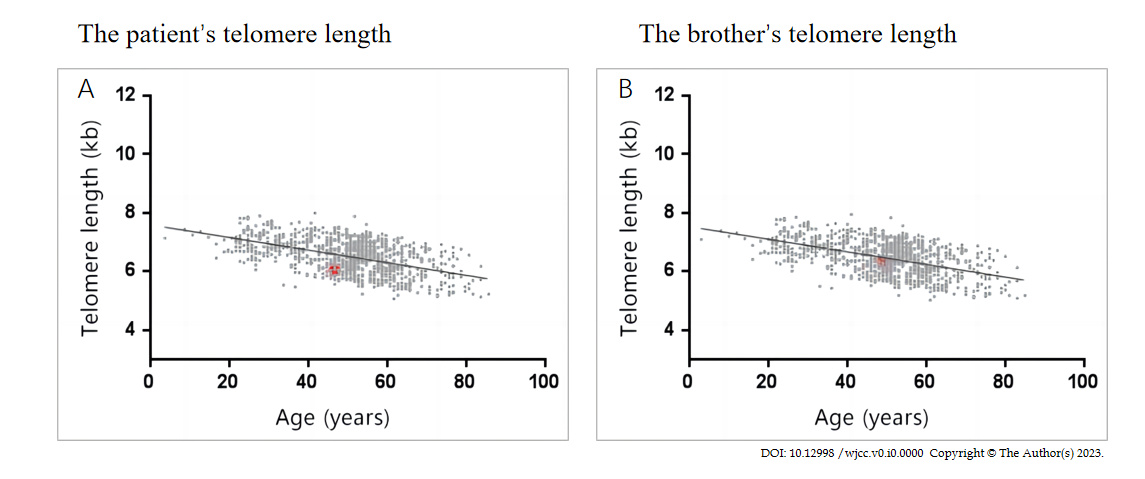 The patient's telomere length
The brother's telomere length
A
12
10
8
6
4
Telomere length (kb)
0
20
40
60
80
100
Age (years)
B
12
10
8
6
4
Telomere length (kb)
0
20
40
60
80
100
Age (years)
DOI: 10.12998 /wjcc.v0.i0.0000 Copyright © The Author(s) 2023.